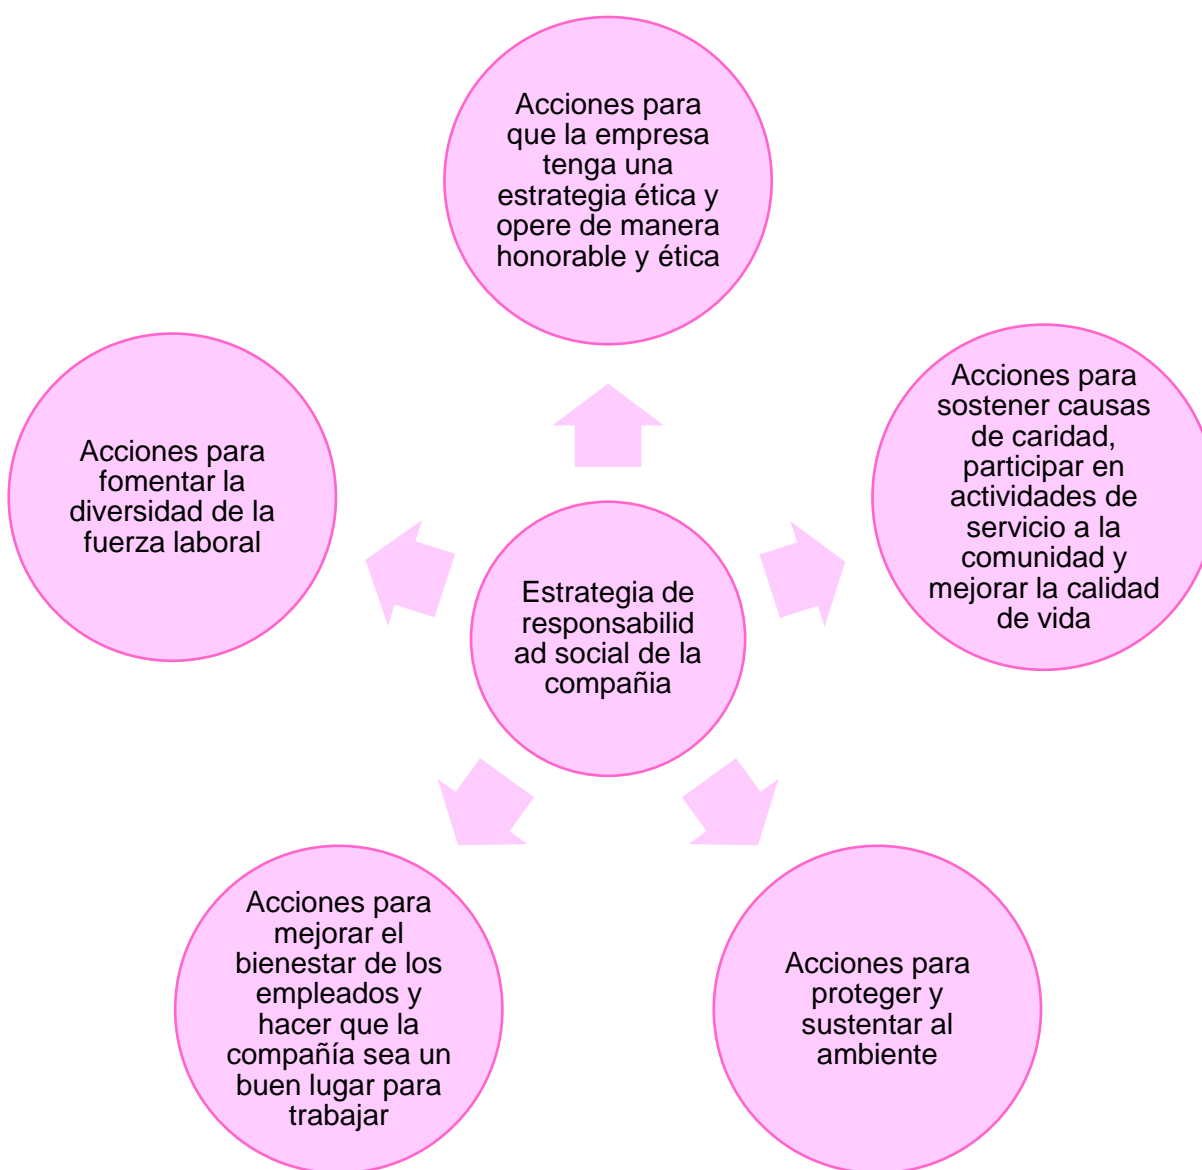 Acciones para
que la empresa
tenga una
estrategia ética y
opere de manera
honorable y ética
Acciones para
sostener causas
de caridad,
participar en
actividades de
servicio a la
comunidad y
mejorar la calidad
de vida
Acciones para
fomentar la
diversidad de la
fuerza laboral
Estrategia de
responsabilid
ad social de la
compañia
Acciones para
mejorar el
bienestar de los
empleados y
hacer que la
compañía sea un
buen lugar para
trabajar
Acciones para
proteger y
sustentar al
ambiente